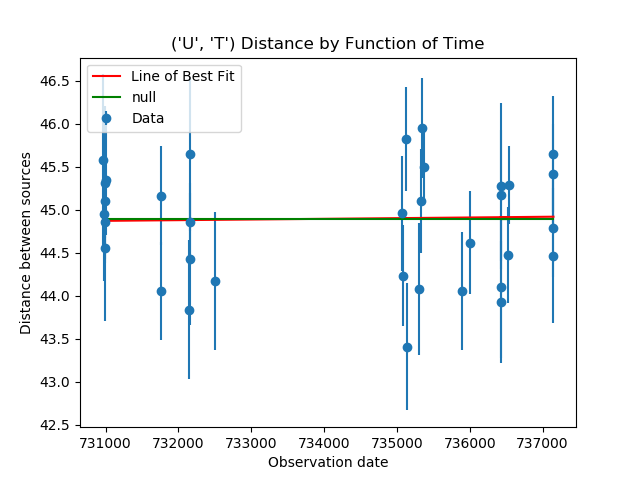 ('U', 'T') Distance by Function of Time
Line of Best Fit
null
Data
Distance between sources
46.5
46.0
45.5
45.0
44.5
44.0
43.5
43.0
42.5
731000 732000 733000 734000 735000 736000 737000
Observation date